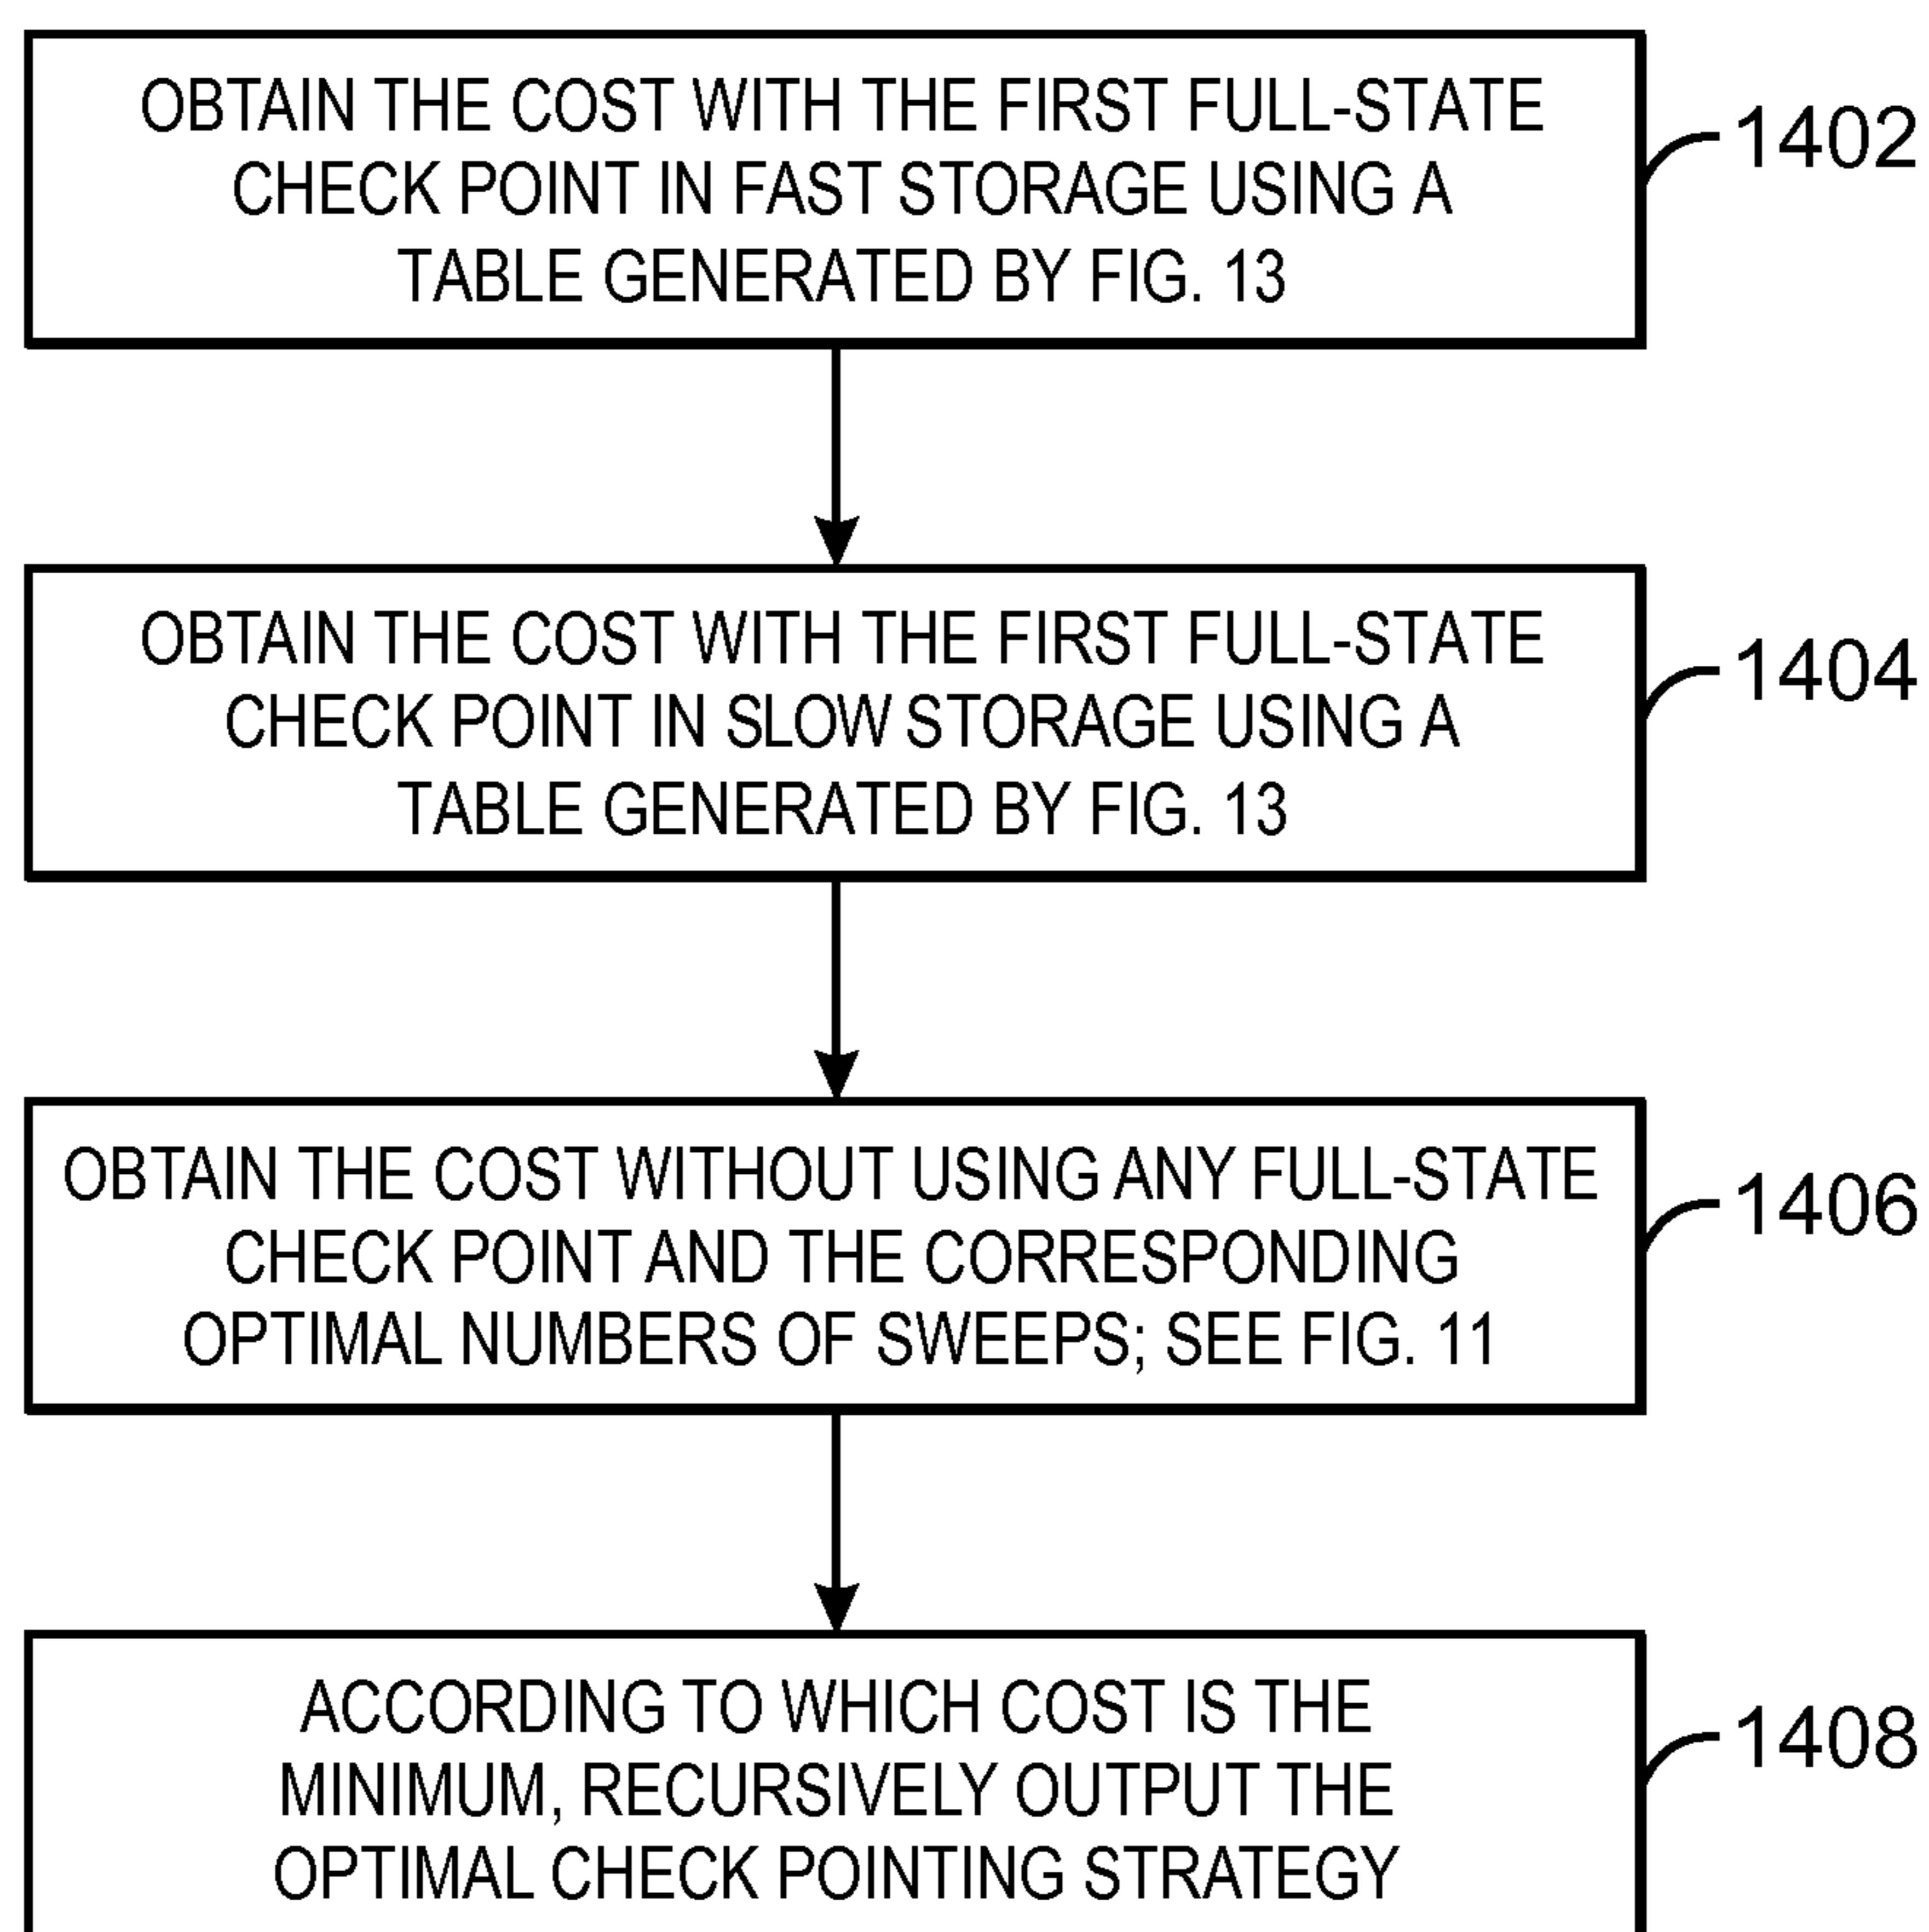 OBTAIN THE COST WITH THE FIRST FULL-STATE
CHECK POINT IN FAST STORAGE USING A
TABLE GENERATED BY FIG. 13
1402
OBTAIN THE COST WITH THE FIRST FULL-STATE
CHECK POINT IN SLOW STORAGE USING A
TABLE GENERATED BY FIG. 13
1404
OBTAIN THE COST WITHOUT USING ANY FULL-STATE
CHECK POINT AND THE CORRESPONDING
OPTIMAL NUMBERS OF SWEEPS; SEE FIG. 11
1406
ACCORDING TO WHICH COST IS THE
MINIMUM, RECURSIVELY OUTPUT THE
OPTIMAL CHECK POINTING STRATEGY
1408